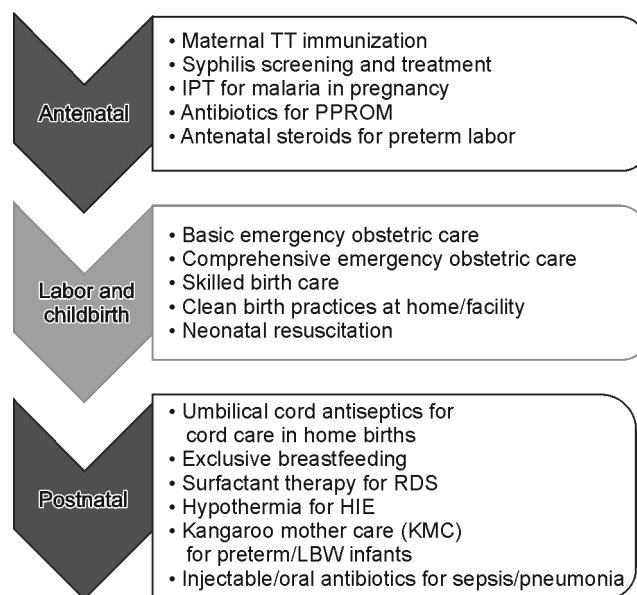 Antenatal
• Maternal TT immunization
• Syphilis screening and treatment
• IPT for malaria in pregnancy
• Antibiotics for PPROM
• Antenatal steroids for preterm labor
Labor and
childbirth
• Basic emergency obstetric care
• Comprehensive emergency obstetric care
• Skilled birth care
• Clean birth practices at home/facility
• Neonatal resuscitation
Postnatal
• Umbilical cord antiseptics for
cord care in home births
• Exclusive breastfeeding
• Surfactant therapy for RDS
• Hypothermia for HIE
• Kangaroo mother care (KMC)
for preterm/LBW infants
• Injectable/oral antibiotics for sepsis/pneumonia